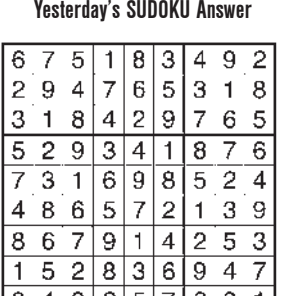 Yesterday's SUDOKU Answer
6 7 5 1 8 3 4 9 2
2 9 4 7 6 5 3 1 8
3 1 8 4 2 9 7 6 5
5 2 9 3 4 1 8 7 6
7 3 1 6 9 8 5 2 4
4 8 6 5 7 2 1 3 9
8 6 7 9 1 4 2 5 3
1 5 2 8 3 6 9 4 7